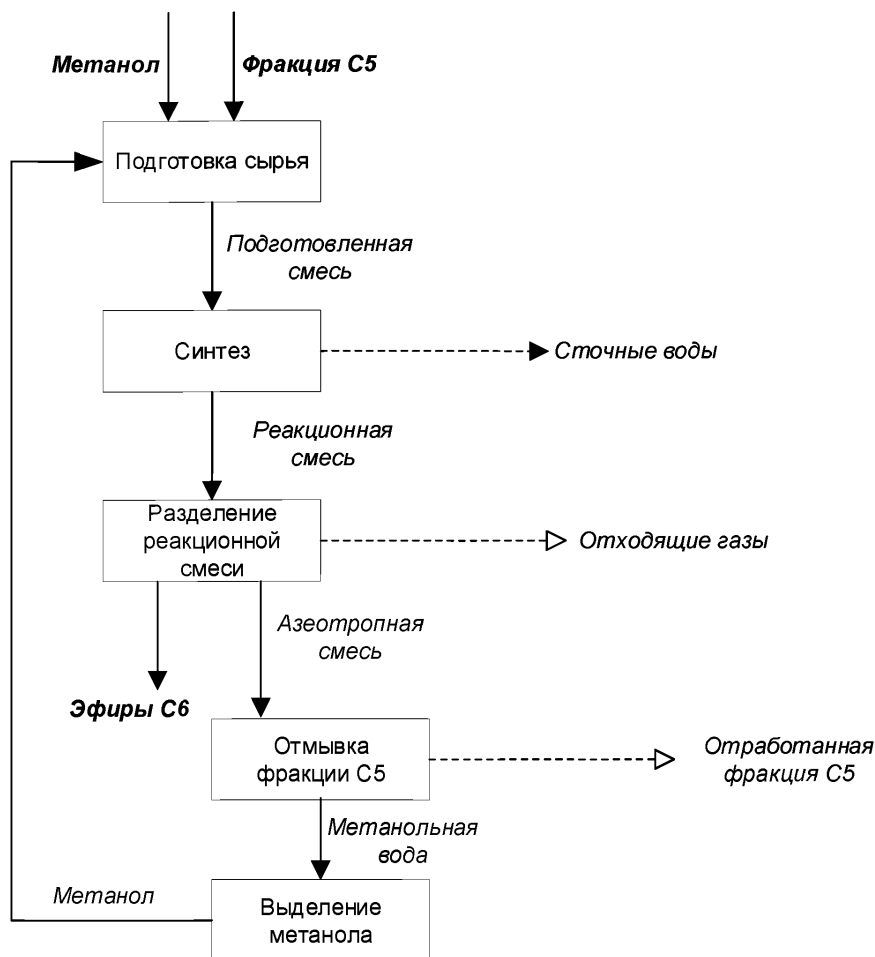 Метанол
Фракция С5
Подготовка сырья
Подготовленная
смесь
Синтез
Сточные воды
Реакционная
смесь
Разделение
реакционной
смеси
Отходящие газы
Азеотропная
смесь
Эфиры С6
Отмывка
фракции С5
Отработанная
фракция С5
Метанольная
вода
Метанол
Выделение
метанола